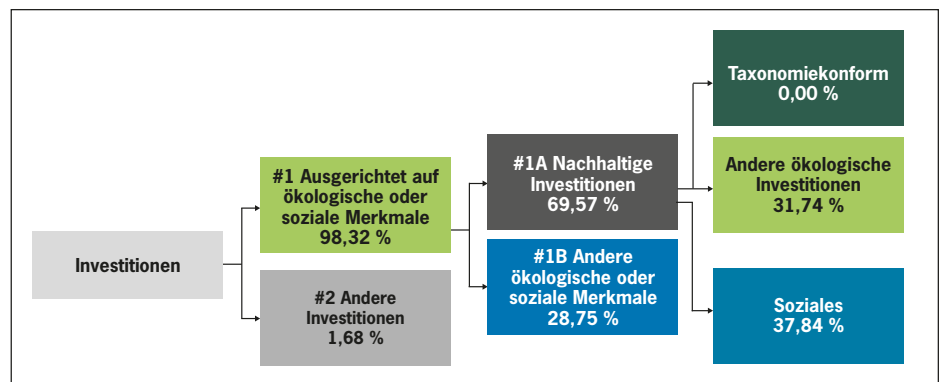 Investitionen
#1 Ausgerichtet auf
ökologische oder
soziale Merkmale
98,32 %
#2 Andere
Investitionen
1,68 %
#1A Nachhaltige
Investitionen
69,57 %
#1B Andere
ökologische oder
soziale Merkmale
28,75 %
Taxonomiekonform
0,00 %
Andere ökologische
Investitionen
31,74 %
Soziales
37,84 %